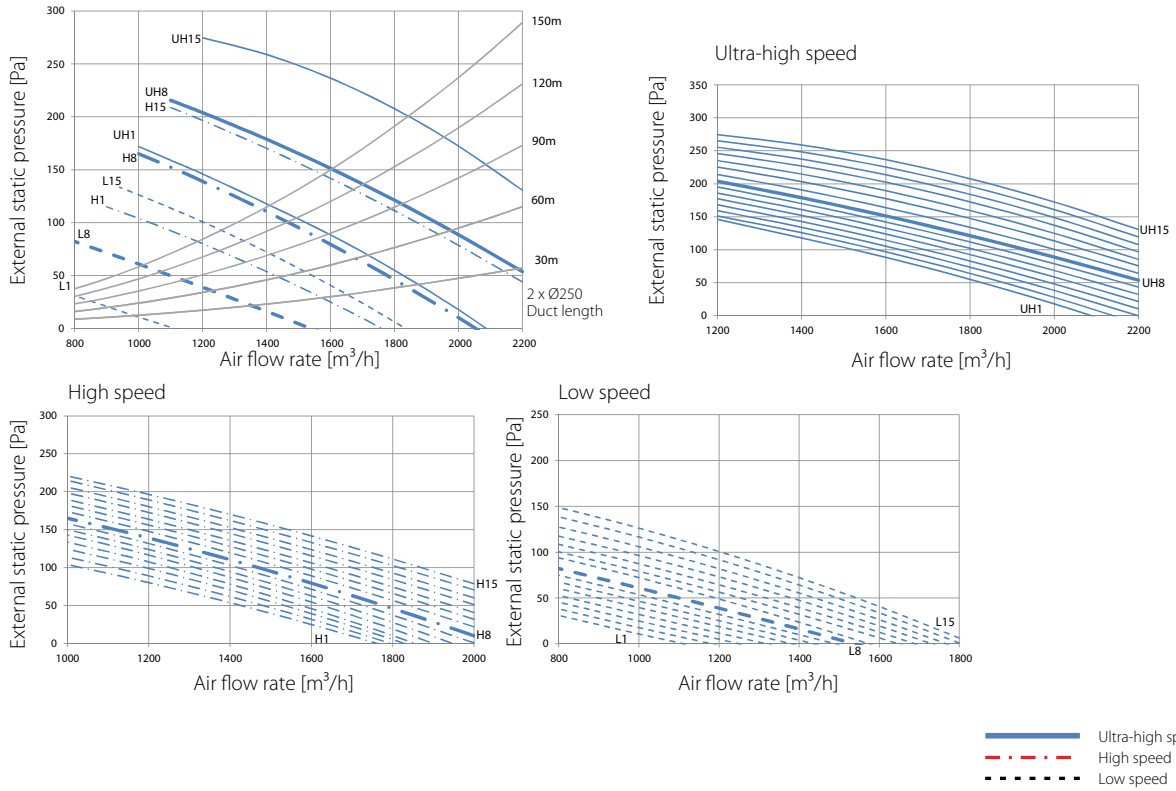 300
250
200
150
100
50
0
External static pressure [Pa]
UH15
UH8
H15
UH1
H8
L15
H1
L8
L1
150m
120m
90m
60m
30m
2 x Ø250
Duct length
800 1000 1200 1400 1600 1800 2000 2200
Air flow rate [m³/h]
Ultra-high speed
350
300
250
200
150
100
50
0
External static pressure [Pa]
UH15
UH8
UH1
1200 1400 1600 1800 2000 2200
Air flow rate [m³/h]
High speed
300
250
200
150
100
50
0
External static pressure [Pa]
H15
H8
H1
1000 1200 1400 1600 1800 2000
Air flow rate [m³/h]
Low speed
250
200
150
100
50
0
External static pressure [Pa]
L15
L1
L8
800 1000 1200 1400 1600 1800
Air flow rate [m³/h]
Ultra-high sp
High speed
Low speed